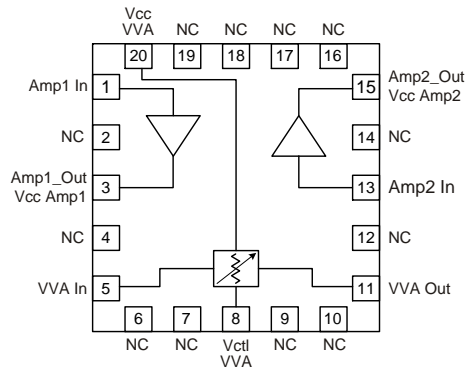 Vcc
VVA
NC
NC
NC
NC
20
19
18
17
16
Amp1 In
1
15
Amp2_Out
Vcc Amp2
NC
2
14
NC
Amp1_Out
Vcc Amp1
3
13
Amp2 In
NC
4
12
NC
VVA In
5
11
VVA Out
6
7
8
9
10
NC
NC
Vctl
VVA
NC
NC